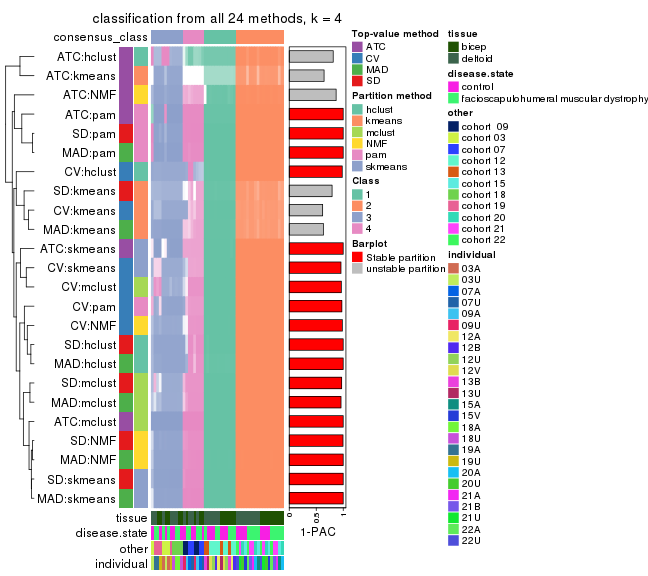 classification from all 24 methods, k = 4
consensus_class
ATC:hclust
ATC:kmeans
ATC:NMF
ATC:pam
SD:pam
MAD:pam
CV:hclust
SD:kmeans
CV:kmeans
MAD:kmeans
ATC:skmeans
CV:skmeans
CV:mclust
CV:pam
CV:NMF
SD:hclust
MAD:hclust
SD:mclust
MAD:mclust
ATC:mclust
SD:NMF
MAD:NMF
SD:skmeans
MAD:skmeans
tissue
disease.state
other
individual
0
0.5
1
1-PAC
Top-value method
ATC
CV
MAD
SD
Partition method
hclust
kmeans
mclust
NMF
pam
skmeans
Class
1
2
3
4
Barplot
Stable partition
unstable partition
tissue
bicep
deltoid
disease.state
control
facioscapulohumeral muscular dystrophy
other
cohort 09
cohort 03
cohort 07
cohort 12
cohort 13
cohort 15
cohort 18
cohort 19
cohort 20
cohort 21
cohort 22
individual
03A
03U
07A
07U
09A
09U
12A
12B
12U
12V
13B
13U
15A
15V
18A
18U
19A
19U
20A
20U
21A
21B
21U
22A
22U